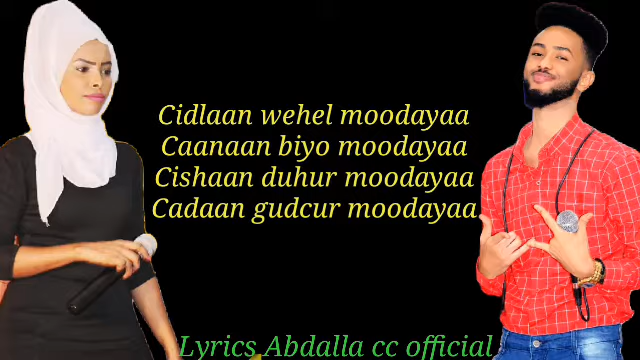 Cidlaan wehel moodayaa
Caanaan biyo moodayaa
Cishaan duhur moodayaa
Cadaan gudcur moodayaa
Lyrics Abdalla cc official